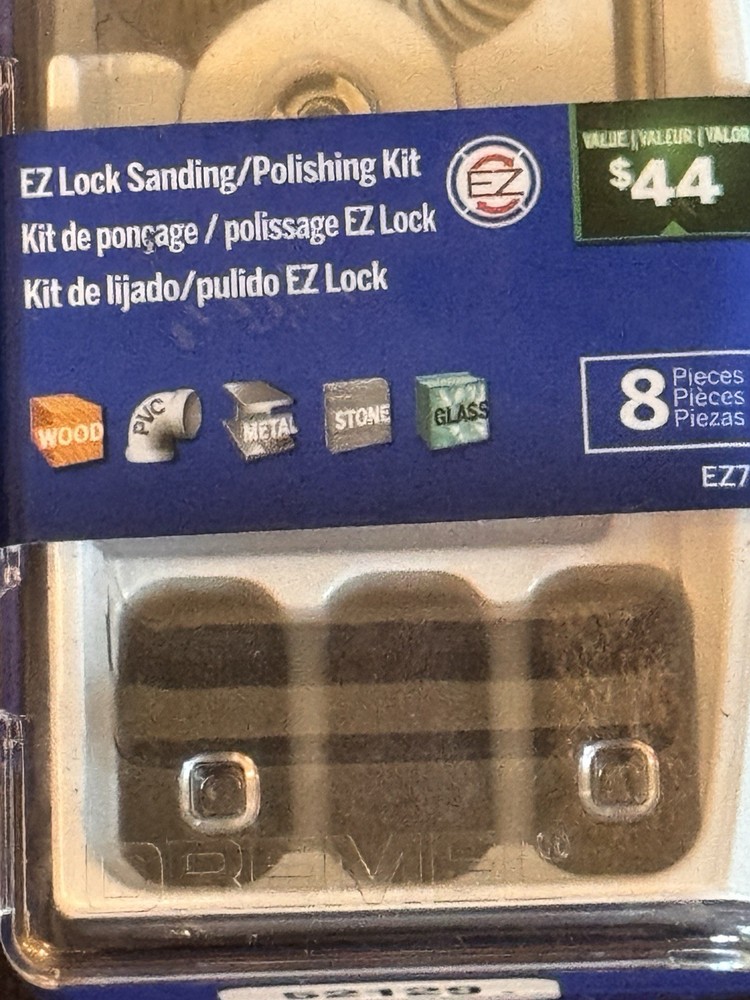 EZ Lock Sanding/Polishing Kit
Kit de ponçage / polissage EZ Lock
Kit de lijado/pulido EZ Lock
EZ
VALUE | VALEUR | VALOR
$44
WOOD
PVC
METAL
STONE
GLASS
8
Pieces
Pièces
Piezas
EZ7
DREMEL